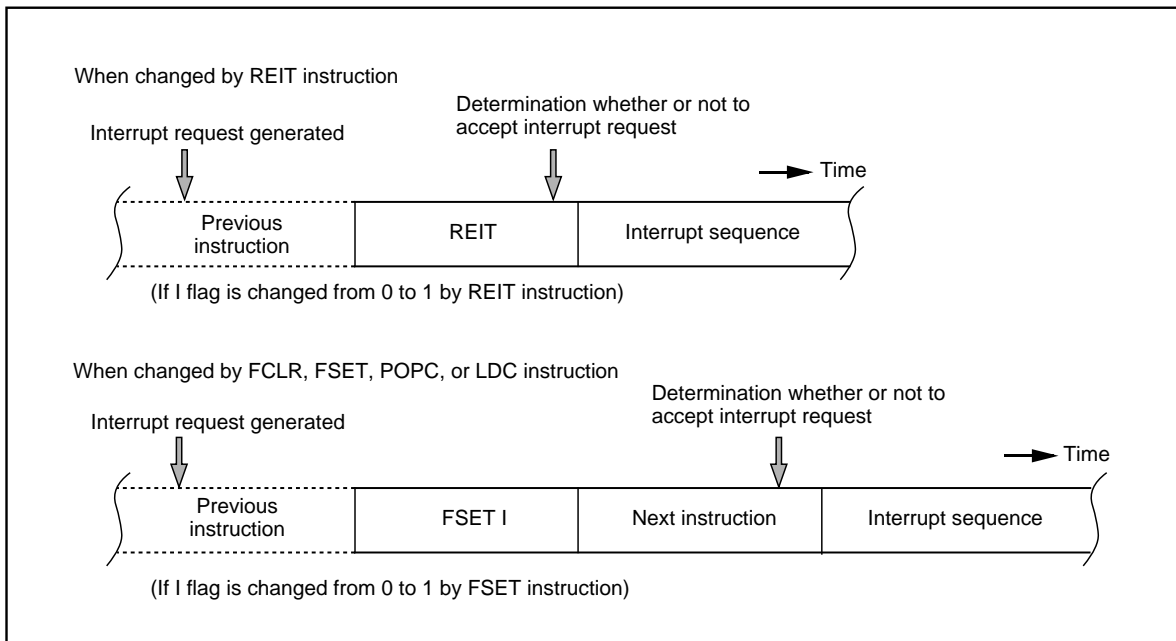 When changed by REIT instruction
Determination whether or not to
accept interrupt request
Interrupt request generated
Time
Previous
instruction
REIT
Interrupt sequence
(If I flag is changed from 0 to 1 by REIT instruction)
When changed by FCLR, FSET, POPC, or LDC instruction
Determination whether or not to
accept interrupt request
Interrupt request generated
Time
Previous
instruction
FSET I
Next instruction
Interrupt sequence
(If I flag is changed from 0 to 1 by FSET instruction)